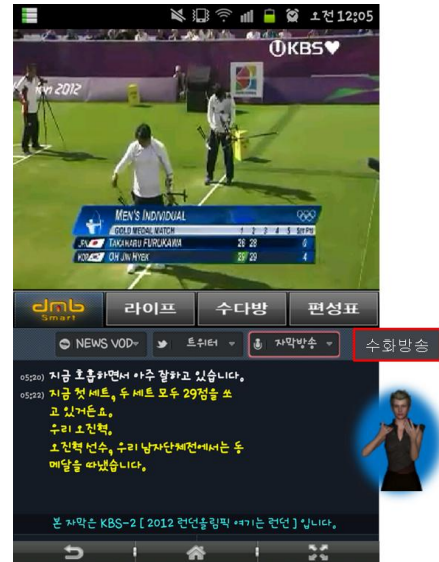 오전 12:05
KBS
London 2012
MEN'S INDIVIDUAL
GOLD MEDAL MATCH 1 2 3 4 5 Set Pts
JPN TAKAHARU FURUKAWA 26 28 0
KOR OH JIN HYEK 29 29 4
dmb
Smart
라이프
수다방
편성표
NEWS VOD
트위터
자막방송
수화방송
05:20) 지금 호흡하면서 아주 잘하고 있습니다.
05:22) 지금 첫 세트, 두 세트 모두 29점을 쏘
고 있거든요.
우리 오진혁.
오진혁 선수, 우리 남자단체전에서는 동
메달을 따냈습니다.
본 자막은 KBS-2 [ 2012 런던올림픽 여기는 런던 ] 입니다.